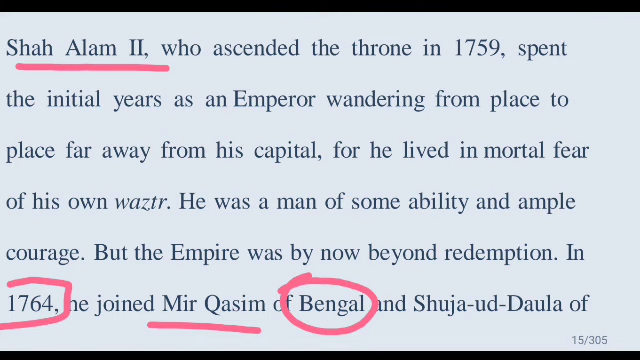 Shah Alam II, who ascended the throne in 1759, spent
the initial years as an Emperor wandering from place to
place far away from his capital, for he lived in mortal fear
of his own waztr. He was a man of some ability and ample
courage. But the Empire was by now beyond redemption. In
1764, he joined Mir Qasim of Bengal and Shuja-ud-Daula of
15/305